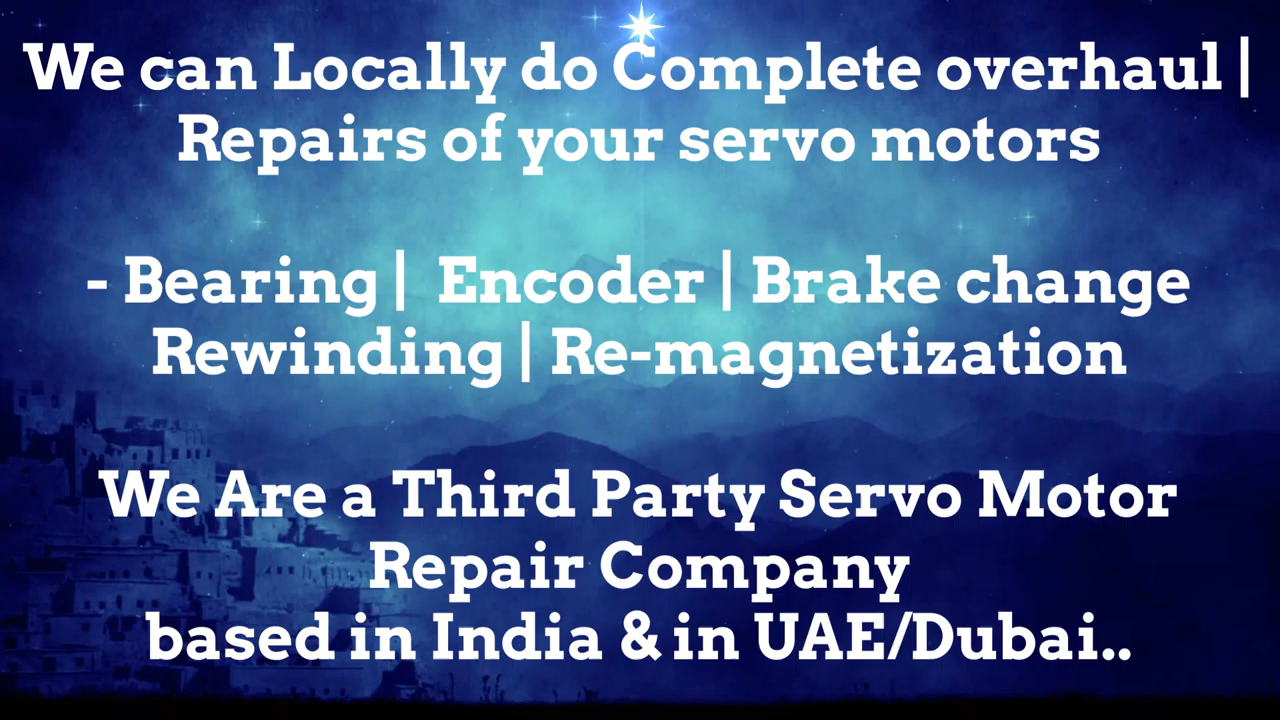 We can Locally do Complete overhaul |
Repairs of your servo motors
- Bearing | Encoder | Brake change
Rewinding | Re-magnetization
We Are a Third Party Servo Motor
Repair Company
based in India & in UAE/Dubai..